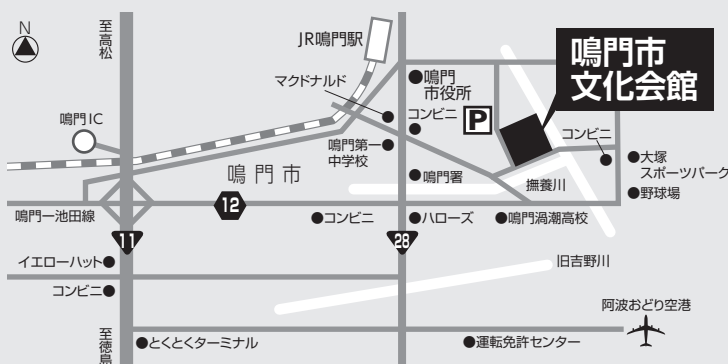 N
至高松
JR鳴門駅
鳴門市
文化会館
マクドナルド
鳴門
市役所
鳴門IC
コンビニ
P
コンビニ
鳴門第一
中学校
大塚
スポーツパーク
鳴門市
鳴門署
撫養川
野球場
12
鳴門ー池田線
コンビニ
ハローズ
鳴門渦潮高校
11
28
イエローハット
旧吉野川
コンビニ
阿波おどり空港
至徳島
とくとくターミナル
運転免許センター